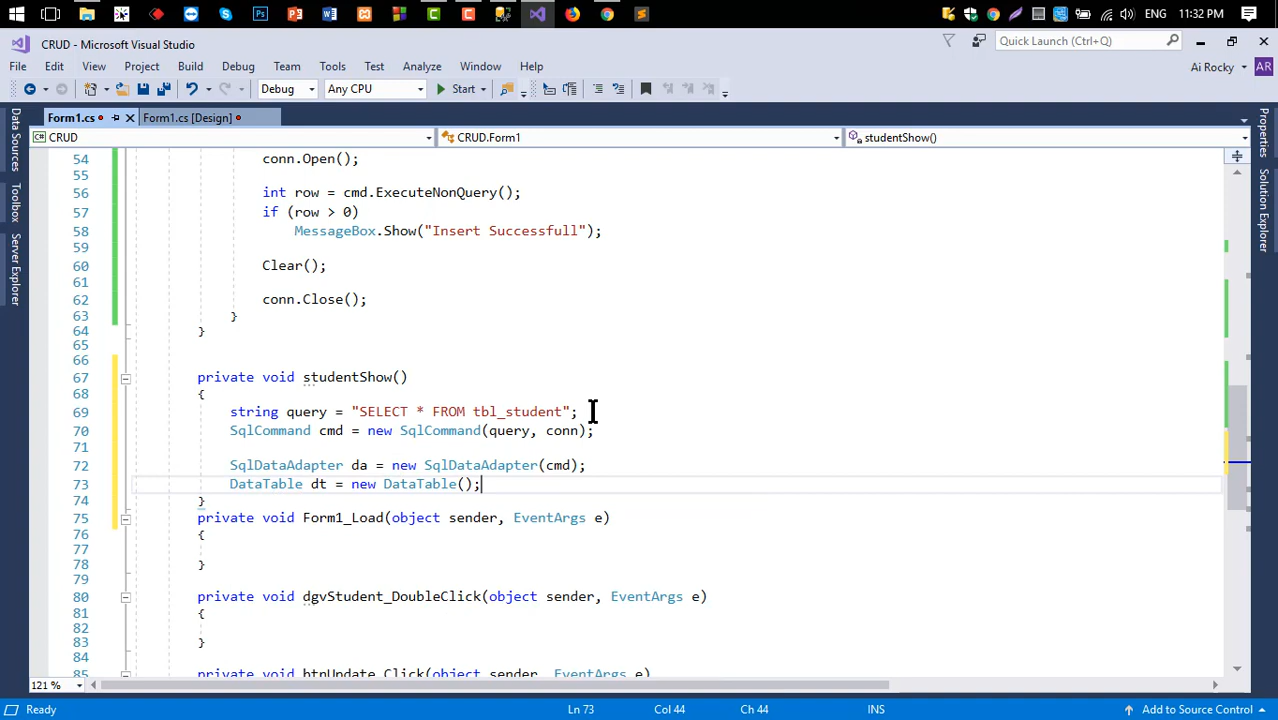 ENG 11:32 PM
CRUD - Microsoft Visual Studio
Quick Launch (Ctrl+Q)
File Edit View Project Build Debug Team Tools Test Analyze Window Help
Ai Rocky AR
Debug Any CPU Start
Form1.cs Form1.cs [Design]
CRUD CRUD.Form1 studentShow()
Data Sources
Toolbox
Server Explorer
Properties
Solution Explorer
54 conn.Open();
55
56 int row = cmd.ExecuteNonQuery();
57 if (row > 0)
58 MessageBox.Show("Insert Successfull");
59
60 Clear();
61
62 conn.Close();
63 }
64 }
65
66
67 private void studentShow()
68 {
69 string query = "SELECT * FROM tbl_student";
70 SqlCommand cmd = new SqlCommand(query, conn);
71
72 SqlDataAdapter da = new SqlDataAdapter(cmd);
73 DataTable dt = new DataTable();
74 }
75 private void Form1_Load(object sender, EventArgs e)
76 {
77
78 }
79
80 private void dgvStudent_DoubleClick(object sender, EventArgs e)
81 {
82
83 }
84
85 private void btnUpdate_Click(object sender, EventArgs e)
121 %
Ready Ln 73 Col 44 Ch 44 INS Add to Source Control